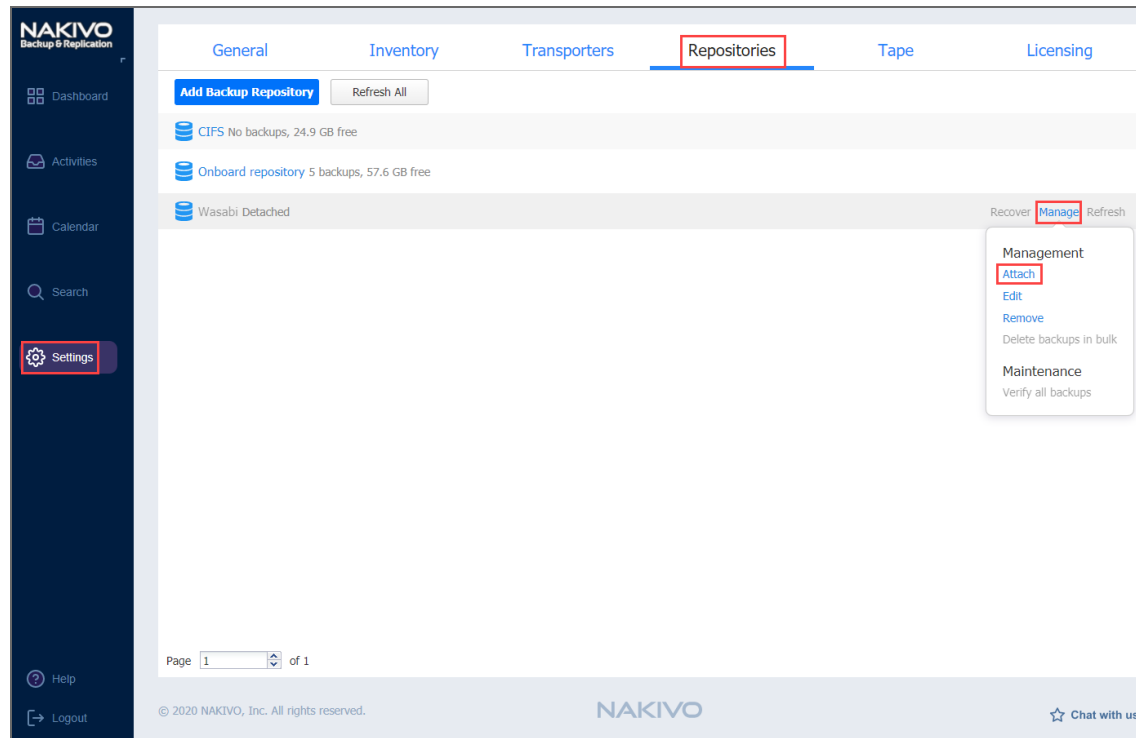 NAKIVO
Backup & Replication
Dashboard
Activities
Calendar
Search
Settings
Help
Logout
General Inventory Transporters Repositories Tape Licensing
Add Backup Repository Refresh All
CIFS No backups, 24.9 GB free
Onboard repository 5 backups, 57.6 GB free
Wasabi Detached Recover Manage Refresh
Management
Attach
Edit
Remove
Delete backups in bulk
Maintenance
Verify all backups
Page 1 of 1
© 2020 NAKIVO, Inc. All rights reserved. NAKIVO Chat with us